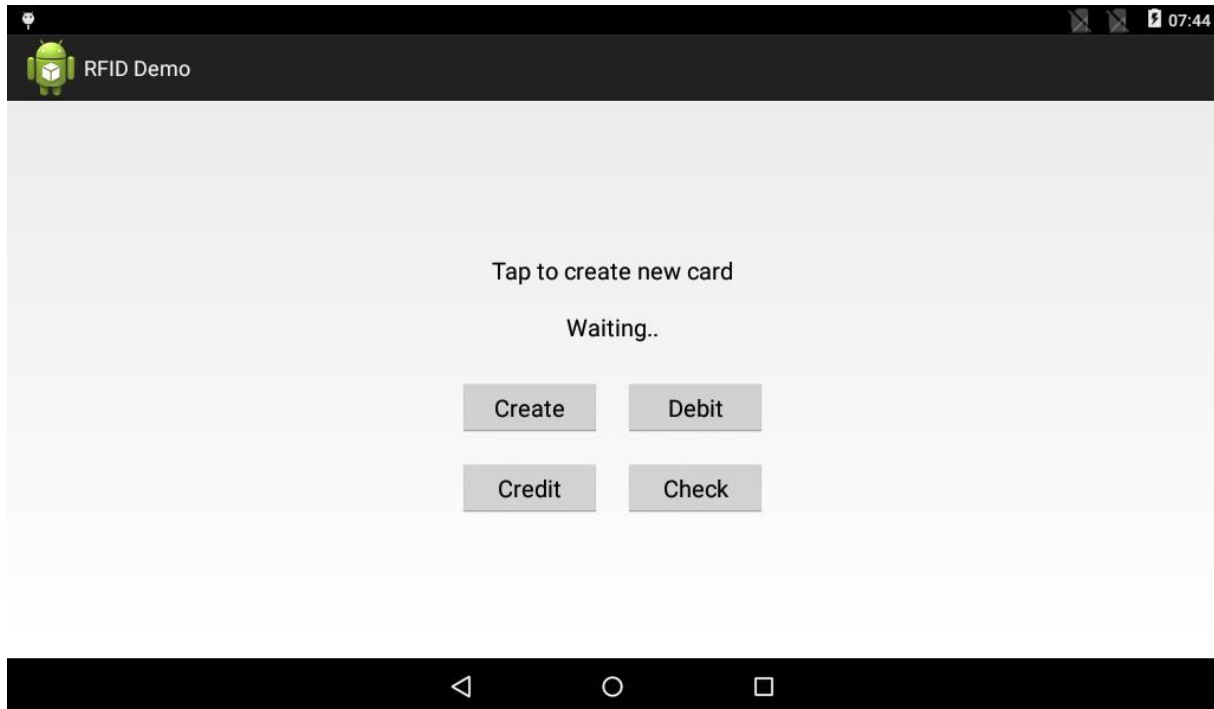 07:44
RFID Demo
Tap to create new card
Waiting..
Create Debit
Credit Check